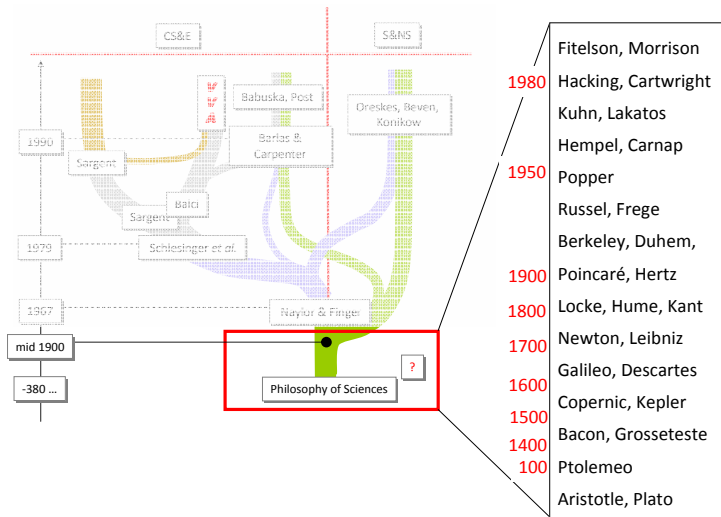 CS&E
S&NS
V
V
A
Babuska, Post
Oreskes, Beven,
Konikow
1990
Barlas &
Carpenter
Sargent
Balci
Sargent
1979
Schlesinger et al.
1967
Naylor & Finger
mid 1900
?
-380 ...
Philosophy of Sciences
Fitelson, Morrison
1980
Hacking, Cartwright
Kuhn, Lakatos
Hempel, Carnap
1950
Popper
Russel, Frege
Berkeley, Duhem,
1900
Poincaré, Hertz
1800
Locke, Hume, Kant
Newton, Leibniz
1700
Galileo, Descartes
1600
Copernic, Kepler
1500
Bacon, Grosseteste
1400
100
Ptolemeo
Aristotle, Plato